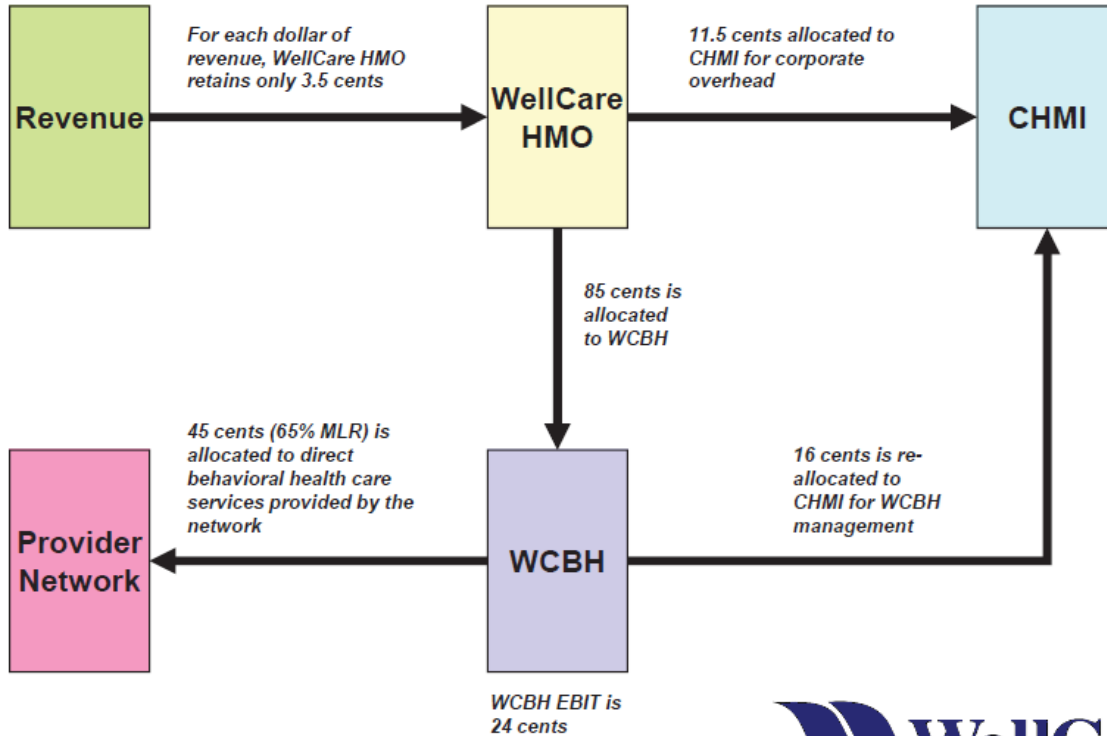 For each dollar of
revenue, WellCare HMO
retains only 3.5 cents
11.5 cents allocated to
CHMI for corporate
overhead
Revenue
WellCare
HMO
CHMI
85 cents is
allocated
to WCBH
45 cents (65% MLR) is
allocated to direct
behavioral health care
services provided by the
network
16 cents is re-
allocated to
CHMI for WCBH
management
Provider
Network
WCBH
WCBH EBIT is
24 cents
WellC